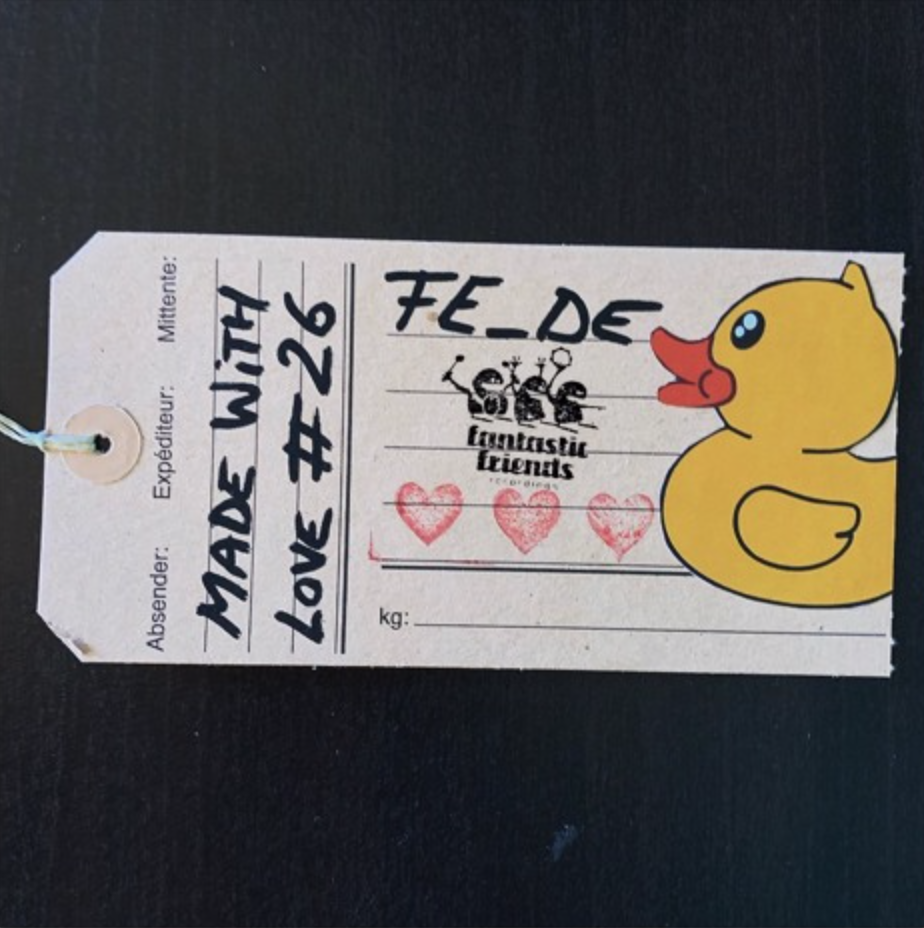 Absender: Expéditeur: Mittente:
MADE WiTH
LOVE #26
FE_DE
fantastic
friends
recordings
kg: